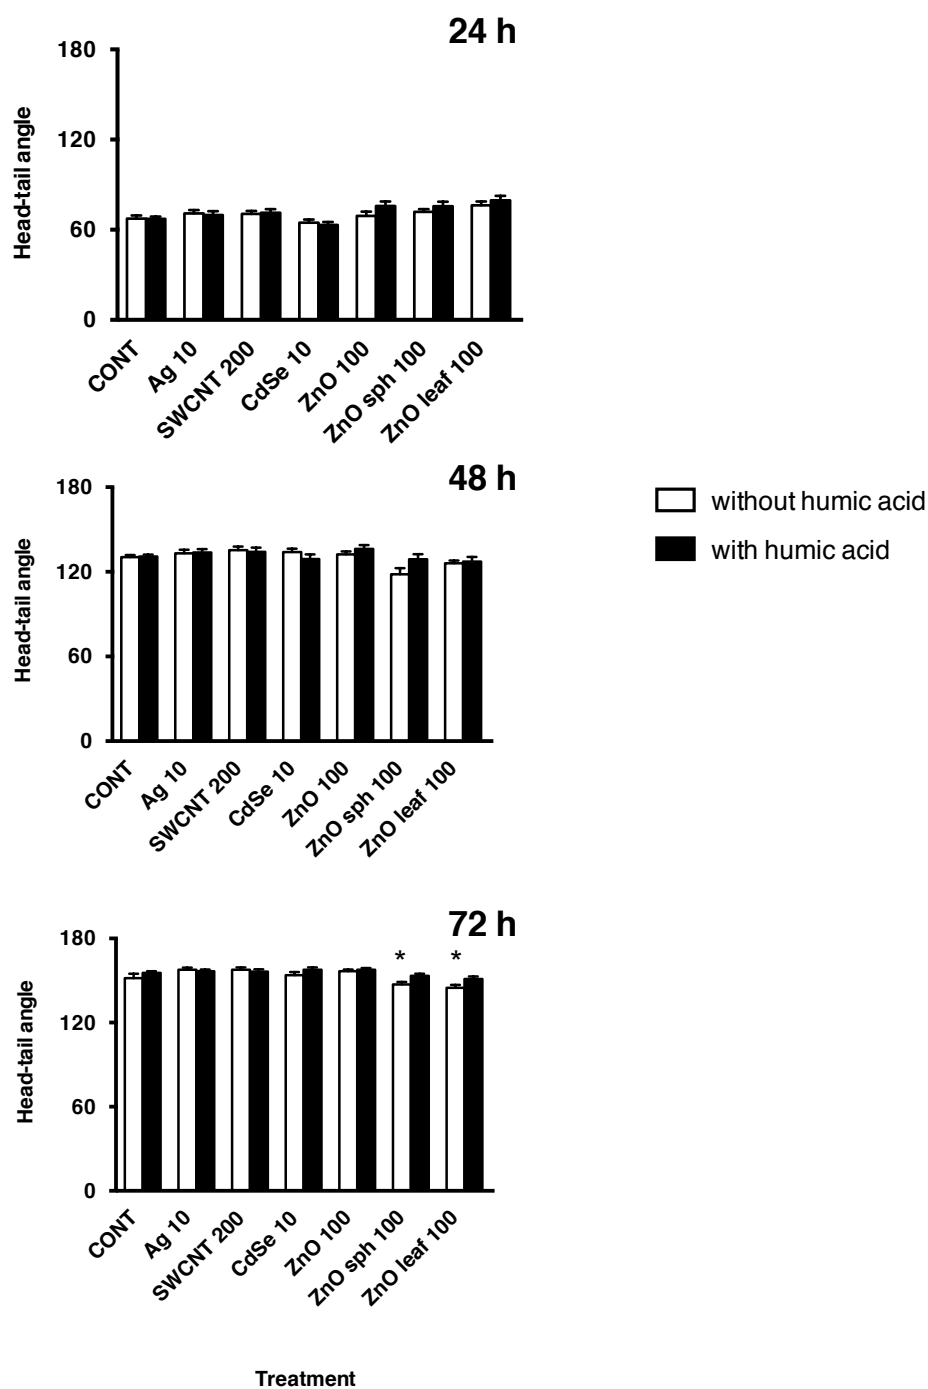 24 h
180
120
60
0
Head-tail angle
CONT
Ag 10
SWCNT 200
CdSe 10
ZnO 100
ZnO sph 100
ZnO leaf 100
48 h
180
120
60
0
Head-tail angle
CONT
Ag 10
SWCNT 200
CdSe 10
ZnO 100
ZnO sph 100
ZnO leaf 100
without humic acid
with humic acid
72 h
180
120
60
0
Head-tail angle
* *
CONT
Ag 10
SWCNT 200
CdSe 10
ZnO 100
ZnO sph 100
ZnO leaf 100
Treatment